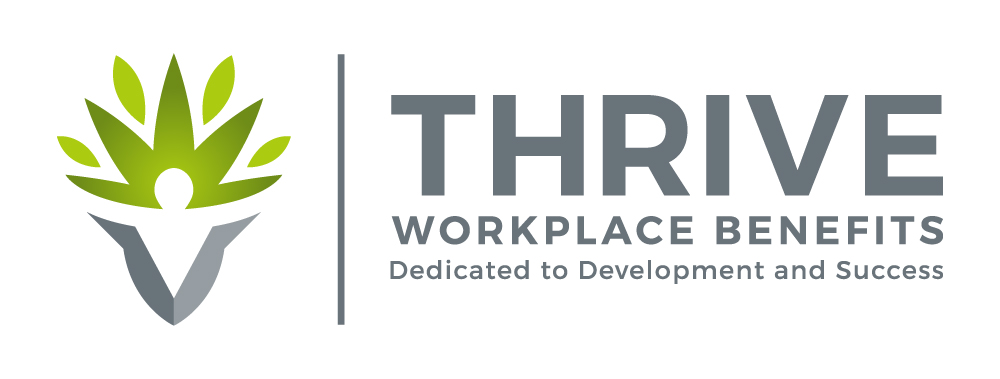 THRIVE
WORKPLACE BENEFITS
Dedicated to Development and Success